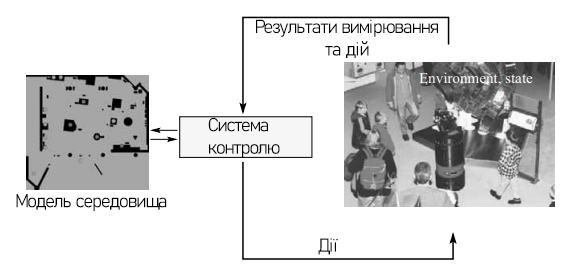 Результати вимірювання
та дій
Environment, state
Система
контролю
Модель середовища
Дії